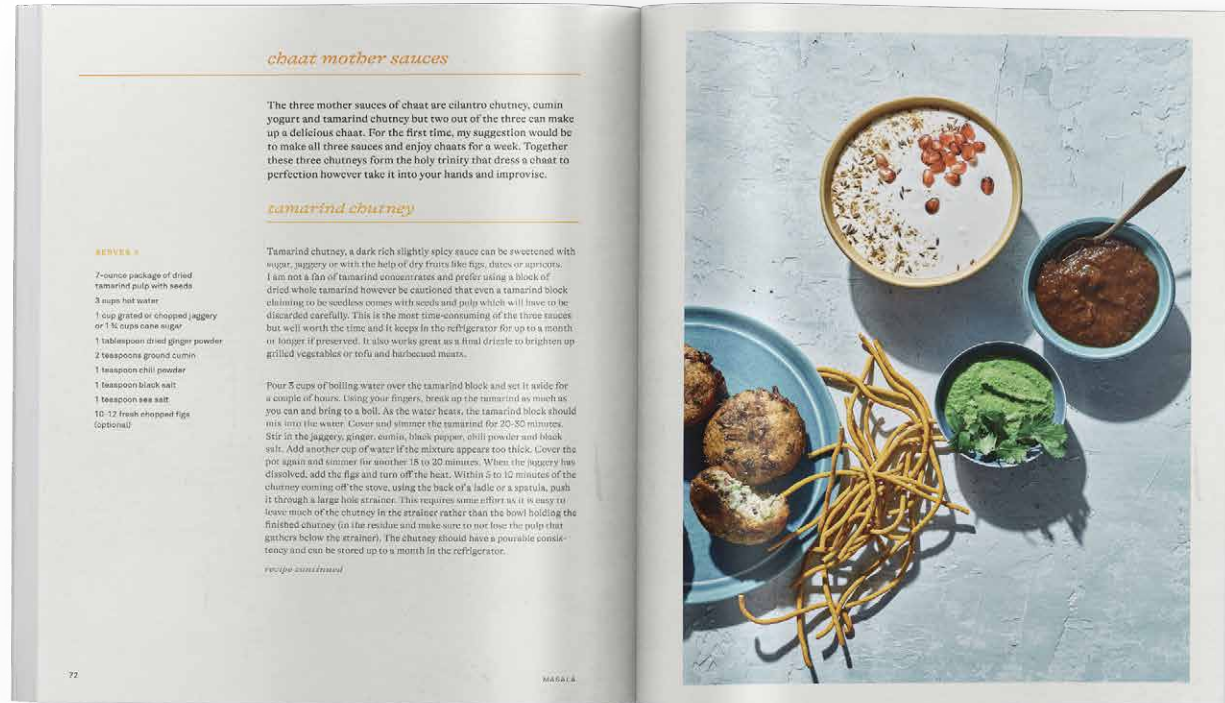 chaat mother sauces
The three mother sauces of chaat are cilantro chutney, cumin
yogurt and tamarind chutney but two out of the three can make
up a delicious chaat. For the first time, my suggestion would be
to make all three sauces and enjoy chaats for a week. Together
these three chutneys form the holy trinity that dress a chaat to
perfection however take it into your hands and improvise.
tamarind chutney
SERVES
7-ounce package of dried
tamarind pulp with seeds
3 cups hot water
1 cup grated or chopped jaggery
or 1 ¾ cups cane sugar
1 tablespoon dried ginger powder
2 teaspoons ground cumin
1 teaspoon chili powder
1 teaspoon black salt
1 teaspoon sea salt
10-12 fresh chopped figs
(optional)
Tamarind chutney, a dark rich slightly spicy sauce can be sweetened with
sugar, jaggery or with the help of dry fruits like figs, dates or apricots.
I am not a fan of tamarind concentrates and prefer using a block of
dried whole tamarind however be cautioned that even a tamarind block
claiming to be seedless comes with seeds and pulp which will have to be
discarded carefully. This is the most time-consuming of the three sauces
but well worth the time and it keeps in the refrigerator for up to a month
or longer if preserved. It also works great as a final drizzle to brighten up
grilled vegetables or tofu and barbecued meats.
Pour 3 cups of boiling water over the tamarind block and set it aside for
a couple of hours. Using your fingers, break up the tamarind as much as
you can and bring to a boil. As the water heats, the tamarind block should
mix into the water. Cover and simmer the tamarind for 20-30 minutes.
Stir in the jaggery, ginger, cumin, black pepper, chili powder and black
salt. Add another cup of water if the mixture appears too thick. Cover the
pot again and simmer for another 15 to 20 minutes. When the jaggery has
dissolved, add the figs and turn off the heat. Within 5 to 10 minutes of the
chutney coming off the stove, using the back of a ladle or a spatula, push
it through a large hole strainer. This requires some effort as it is easy to
leave much of the chutney in the strainer rather than the bowl holding the
finished chutney (in the residue and make sure to not lose the pulp that
gathers below the strainer). The chutney should have a pourable consis-
tency and can be stored up to a month in the refrigerator.
recipe continued
72
MASALA